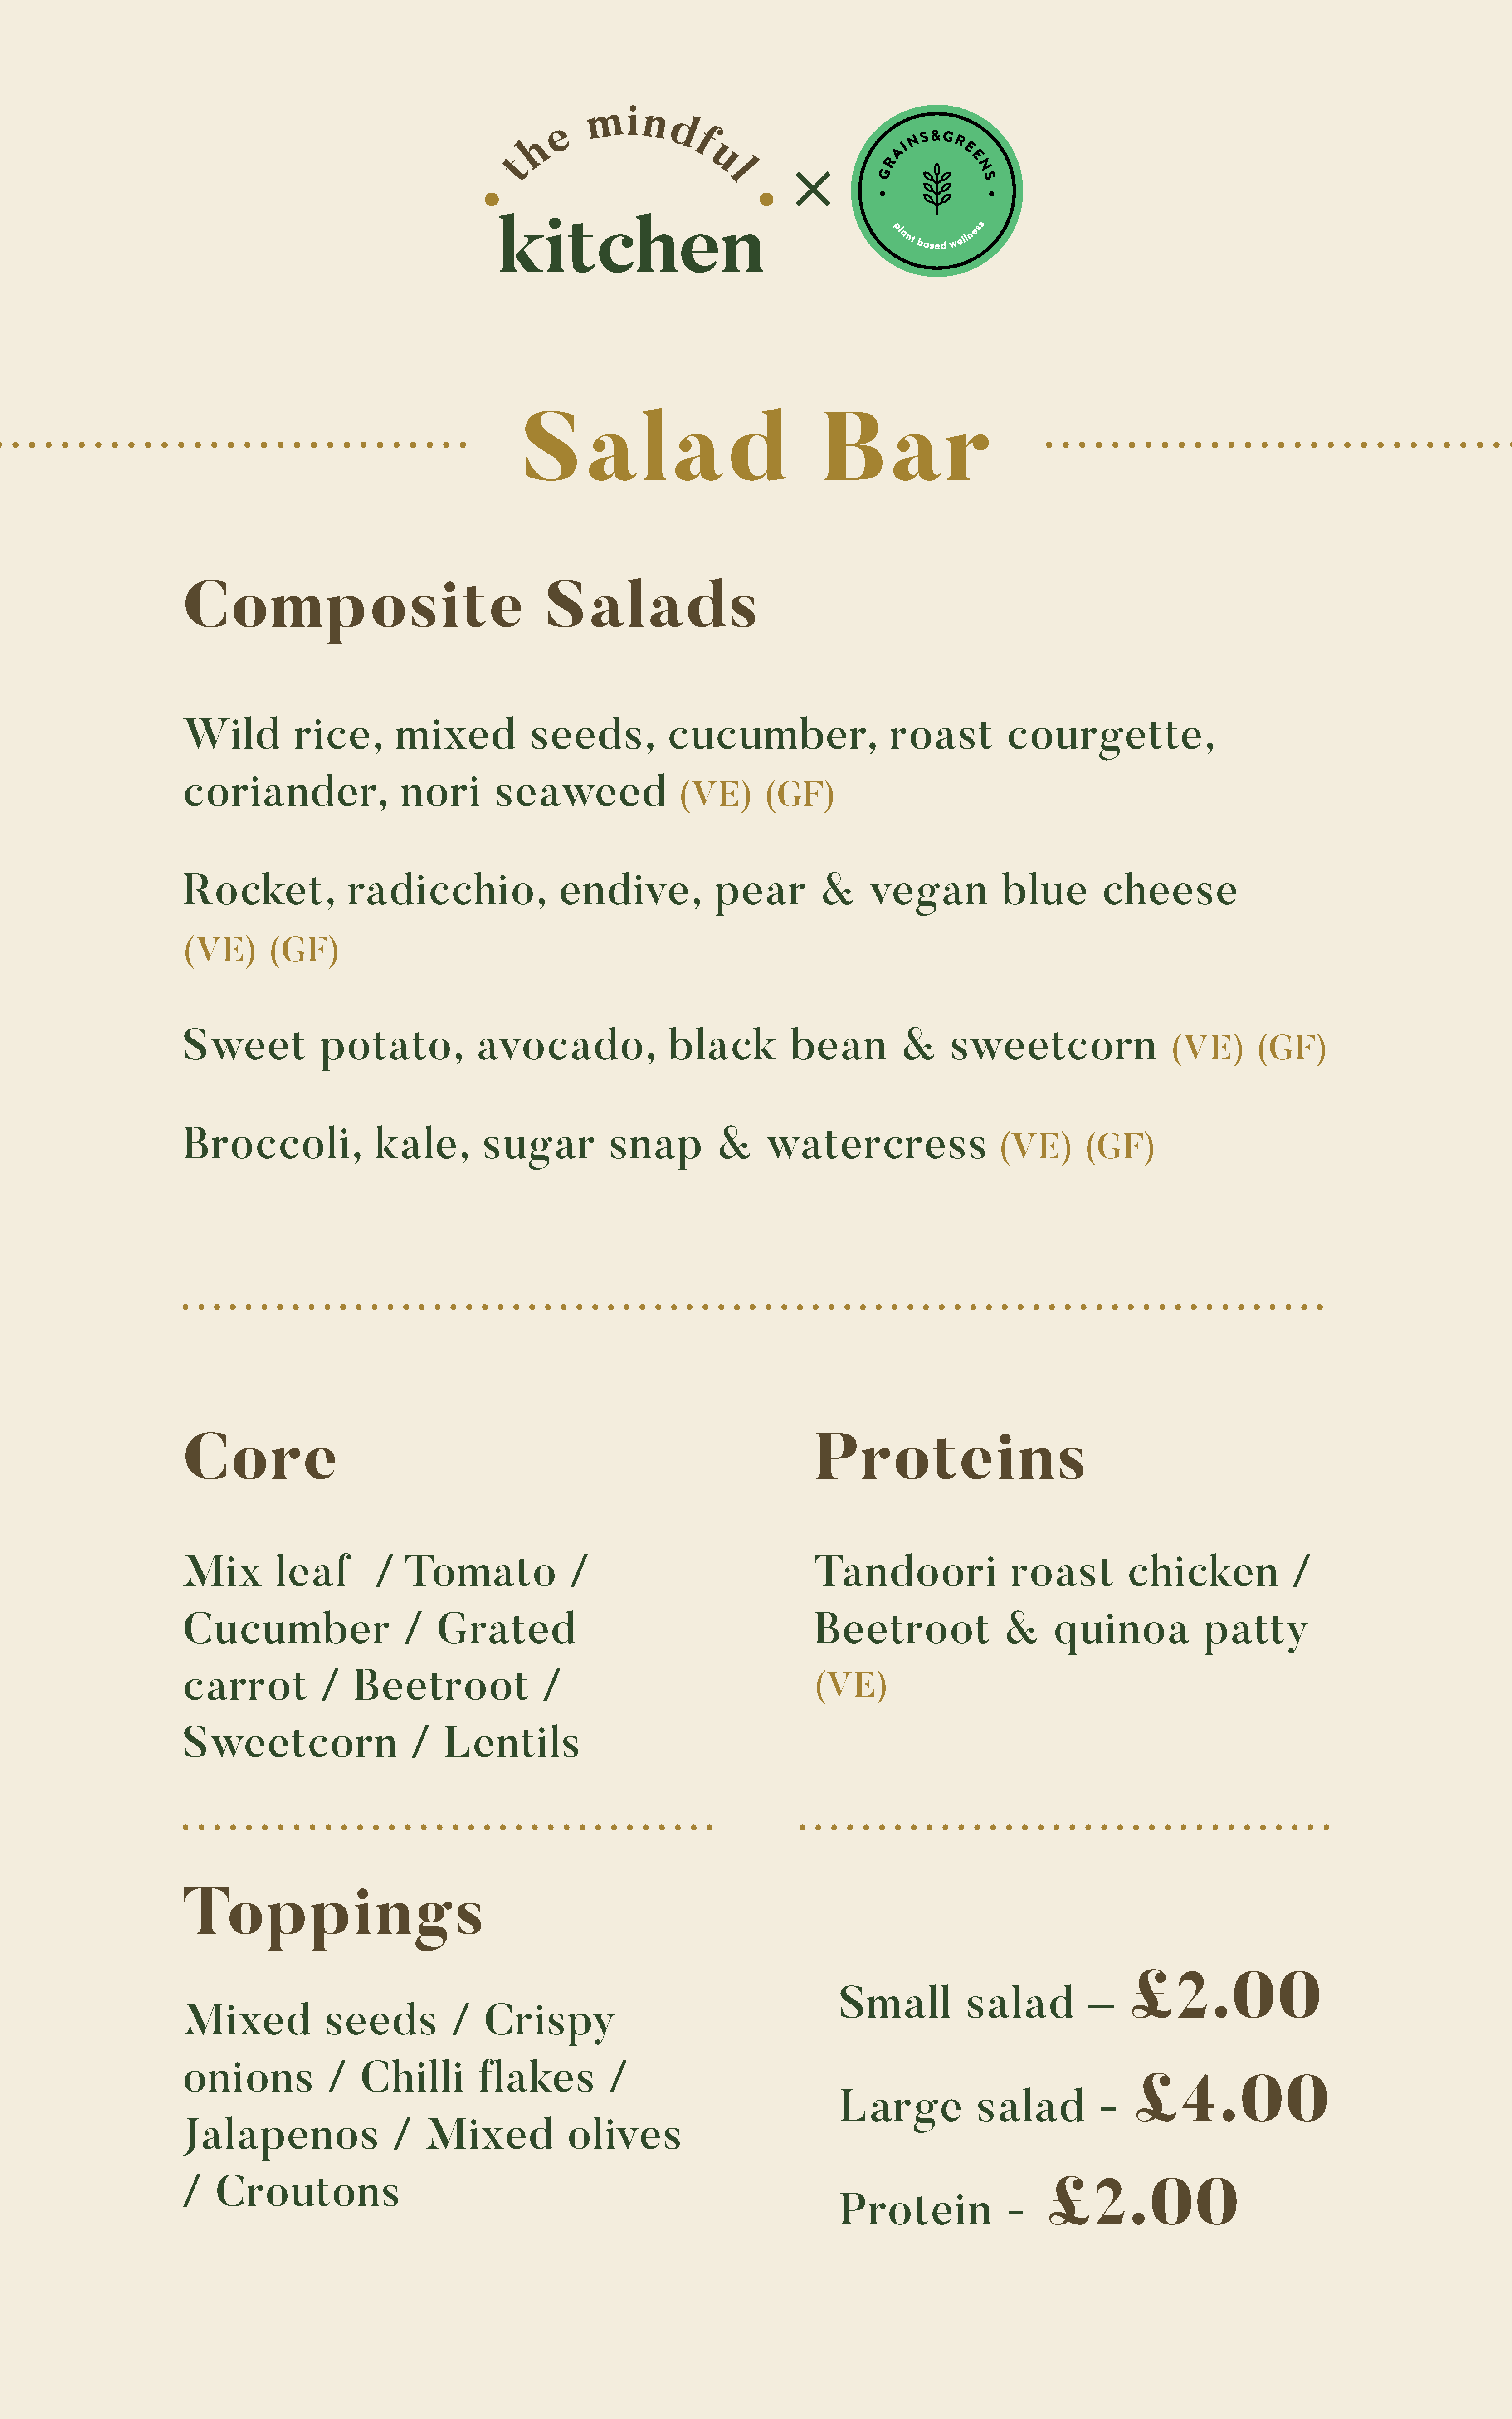 the mindful
kitchen
×
GRAINS&GREENS
plant based wellness
Salad Bar
Composite Salads
Wild rice, mixed seeds, cucumber, roast courgette,
coriander, nori seaweed (VE) (GF)
Rocket, radicchio, endive, pear & vegan blue cheese
(VE) (GF)
Sweet potato, avocado, black bean & sweetcorn (VE) (GF)
Broccoli, kale, sugar snap & watercress (VE) (GF)
Core
Mix leaf / Tomato /
Cucumber / Grated
carrot / Beetroot /
Sweetcorn / Lentils
Proteins
Tandoori roast chicken /
Beetroot & quinoa patty
(VE)
Toppings
Mixed seeds / Crispy
onions / Chilli flakes /
Jalapenos / Mixed olives
/ Croutons
Small salad – £2.00
Large salad - £4.00
Protein - £2.00